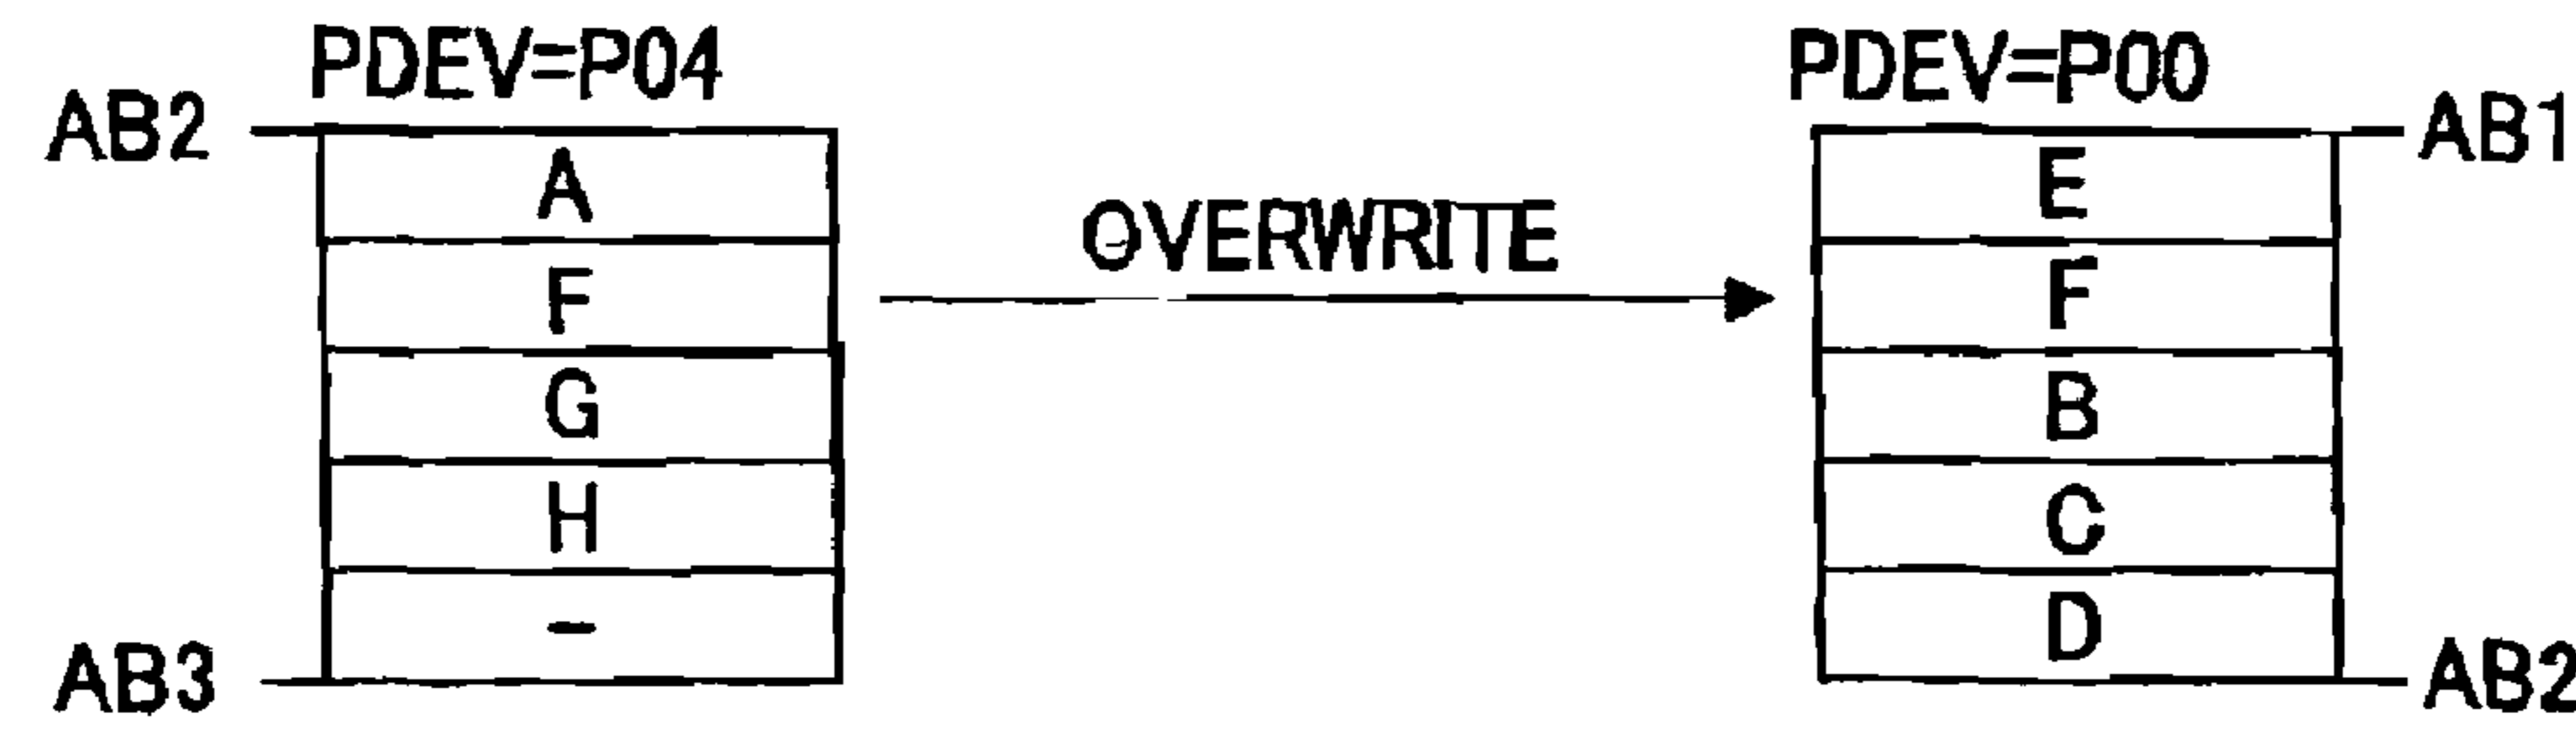 PDEV=P04
AB2
A
F
G
H
-
AB3
OVERWRITE
PDEV=P00
AB1
E
F
B
C
D
AB2